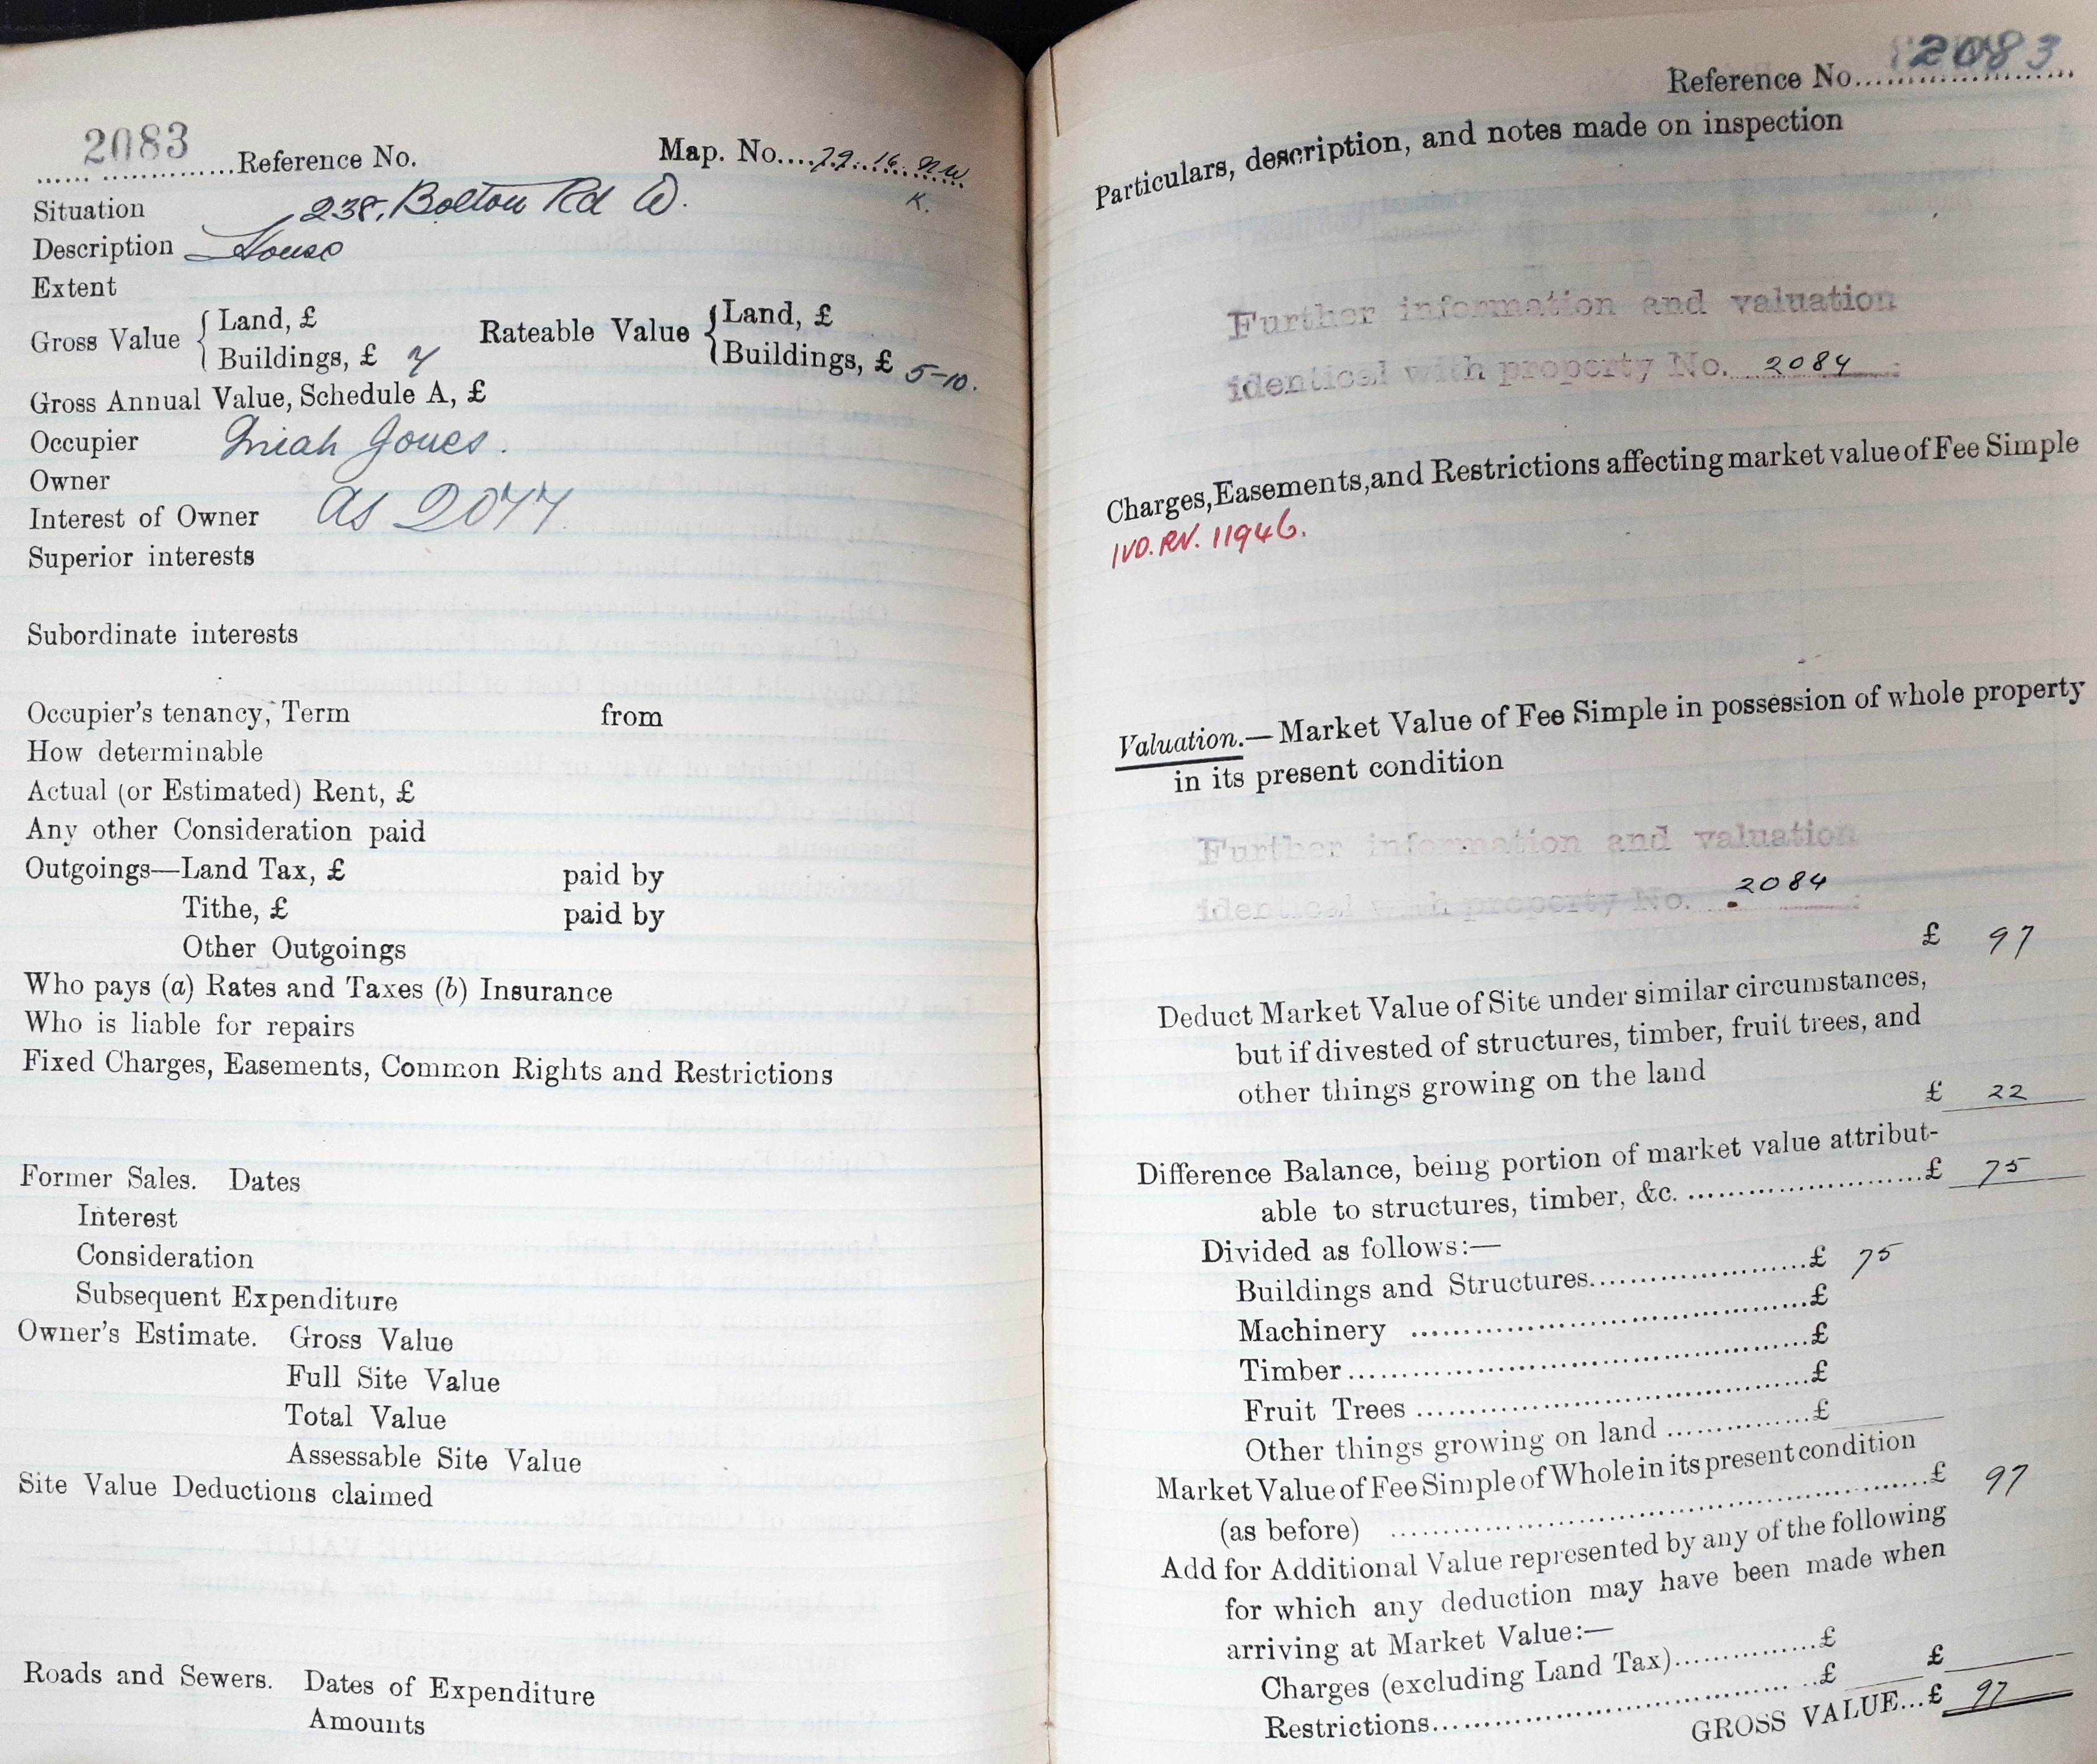 2083 Reference No. Map. No. 79. 16. NW
K.
Situation 238, Bolton Rd W.
Description House
Extent
Gross Value { Land, £
Buildings, £ 7
Rateable Value { Land, £
Buildings, £ 5-10.
Gross Annual Value, Schedule A, £
Occupier Jones.
Owner
Interest of Owner as 2077
Superior interests
Subordinate interests
Occupier's tenancy, Term from
How determinable
Actual (or Estimated) Rent, £
Any other Consideration paid
Outgoings—Land Tax, £ paid by
Tithe, £ paid by
Other Outgoings
Who pays (a) Rates and Taxes (b) Insurance
Who is liable for repairs
Fixed Charges, Easements, Common Rights and Restrictions
Former Sales. Dates
Interest
Consideration
Subsequent Expenditure
Owner's Estimate. Gross Value
Full Site Value
Total Value
Assessable Site Value
Site Value Deductions claimed
Roads and Sewers. Dates of Expenditure
Amounts
Reference No. 2083
Particulars, description, and notes made on inspection
Further information and valuation
identical with property No. 2084
Charges, Easements, and Restrictions affecting market value of Fee Simple
IVD. RV. 11946.
Valuation.—Market Value of Fee Simple in possession of whole property
in its present condition
Further information and valuation
identical with property No. 2084
£ 97
Deduct Market Value of Site under similar circumstances,
but if divested of structures, timber, fruit trees, and
other things growing on the land
£ 22
Difference Balance, being portion of market value attribut-
able to structures, timber, &c. £ 75
Divided as follows:—
Buildings and Structures £ 75
Machinery £
Timber £
Fruit Trees £
Other things growing on land £
Market Value of Fee Simple of Whole in its present condition
(as before) £ 97
Add for Additional Value represented by any of the following
for which any deduction may have been made when
arriving at Market Value:—
Charges (excluding Land Tax) £
Restrictions £ £
GROSS VALUE...£ 97